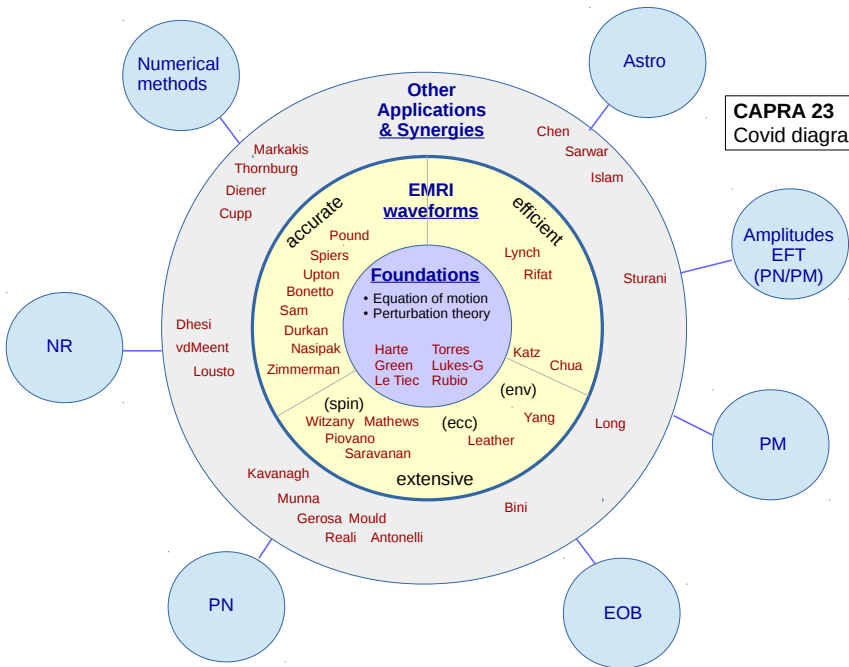 Numerical
methods
Astro
CAPRA 23
Covid diagra
Other
Applications
& Synergies
Chen
Sarwar
Islam
Markakis
Thornburg
Diener
Cupp
EMRI
waveforms
accurate
efficient
Pound
Spiers
Upton
Bonetto
Sam
Durkan
Nasipak
Zimmerman
Lynch
Rifat
Amplitudes
EFT
(PN/PM)
Sturani
Foundations
• Equation of motion
• Perturbation theory
Harte Torres
Green Lukes-G
Le Tiec Rubio
Katz
Chua
Dhesi
vdMeent
Lousto
NR
(spin)
Witzany Mathews
Piovano
Saravanan
(ecc)
Leather
(env)
Yang
Long
PM
extensive
Kavanagh
Munna
Gerosa Mould
Reali Antonelli
Bini
PN
EOB